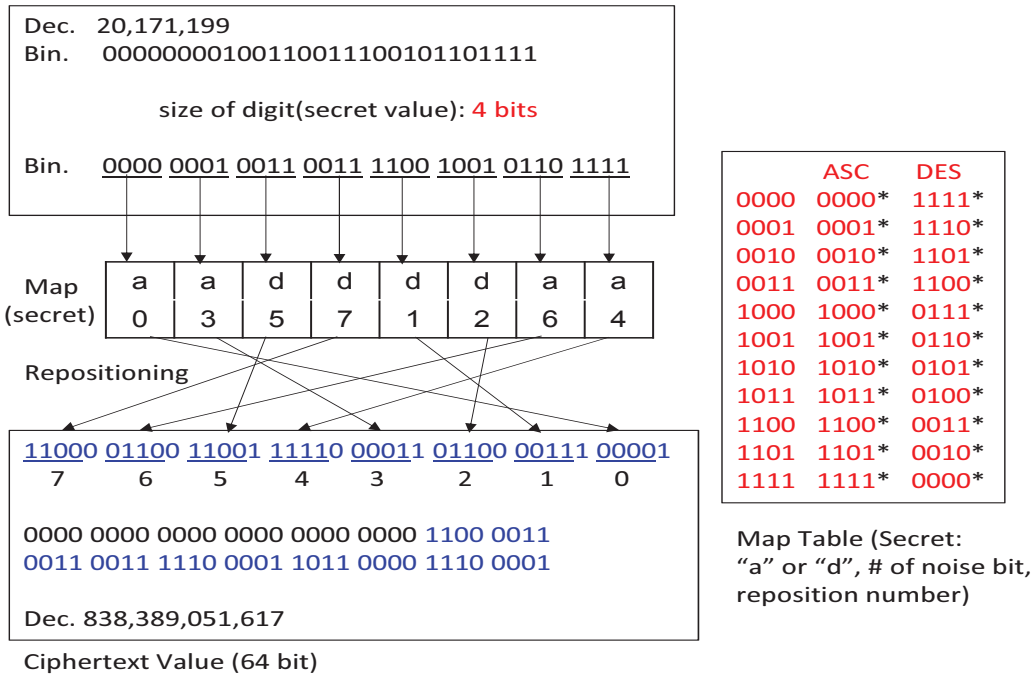 Dec. 20,171,199
Bin. 00000000100110011100101101111
size of digit(secret value): 4 bits
Bin. 0000 0001 0011 0011 1100 1001 0110 1111
Map
(secret)
a a d d d d a a
0 3 5 7 1 2 6 4
Repositioning
110000 01100 11001 11110 00011 01100 00111 00001
7 6 5 4 3 2 1 0
0000 0000 0000 0000 0000 0000 1100 0011
0011 0011 1110 0001 1011 0000 1110 0001
Dec. 838,389,051,617
Ciphertext Value (64 bit)
ASC DES
0000 0000* 1111*
0001 0001* 1110*
0010 0010* 1101*
0011 0011* 1100*
1000 1000* 0111*
1001 1001* 0110*
1010 1010* 0101*
1011 1011* 0100*
1100 1100* 0011*
1101 1101* 0010*
1111 1111* 0000*
Map Table (Secret:
“a” or “d”, # of noise bit,
reposition number)